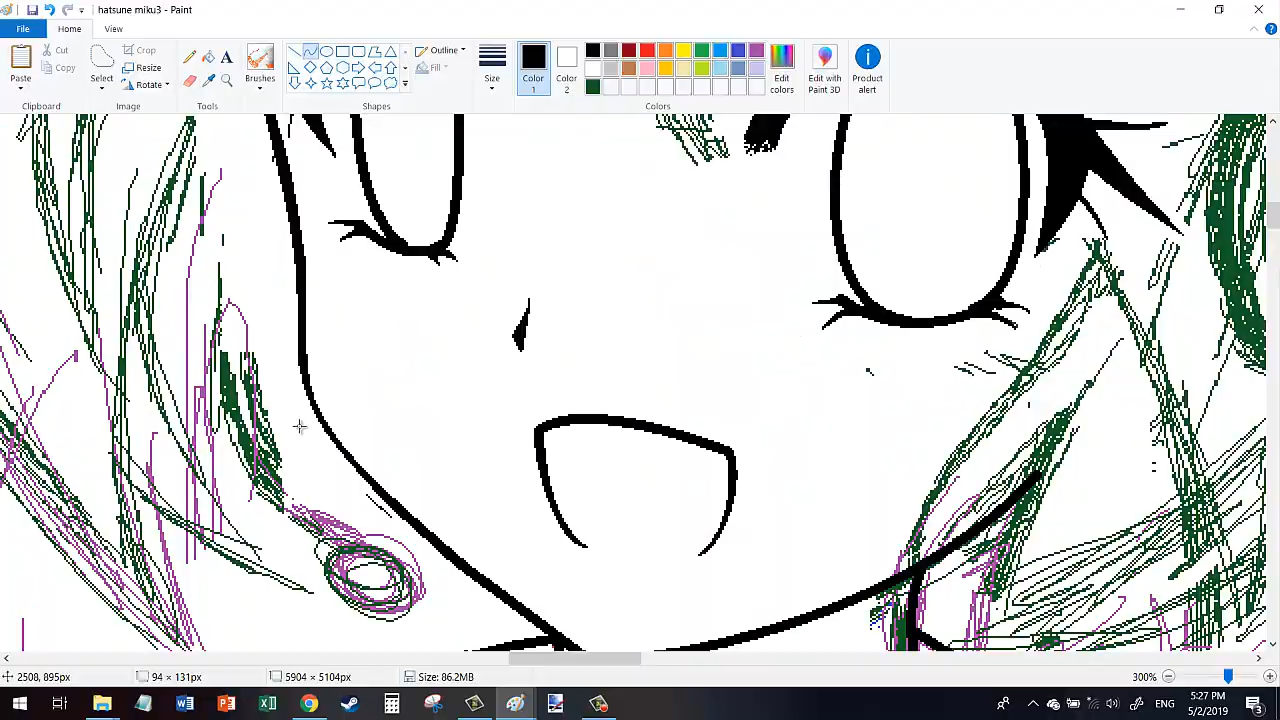 hatsune miku3 - Paint
File
Home
View
Paste
Cut
Copy
Clipboard
Select
Crop
Resize
Rotate
Image
Tools
Brushes
Shapes
Outline
Fill
Size
Color 1
Color 2
Edit colors
Colors
Edit with Paint 3D
Product alert
2508, 895px
94 × 131px
5904 × 5104px
Size: 86.2MB
300%
ENG
5:27 PM
5/2/2019
3